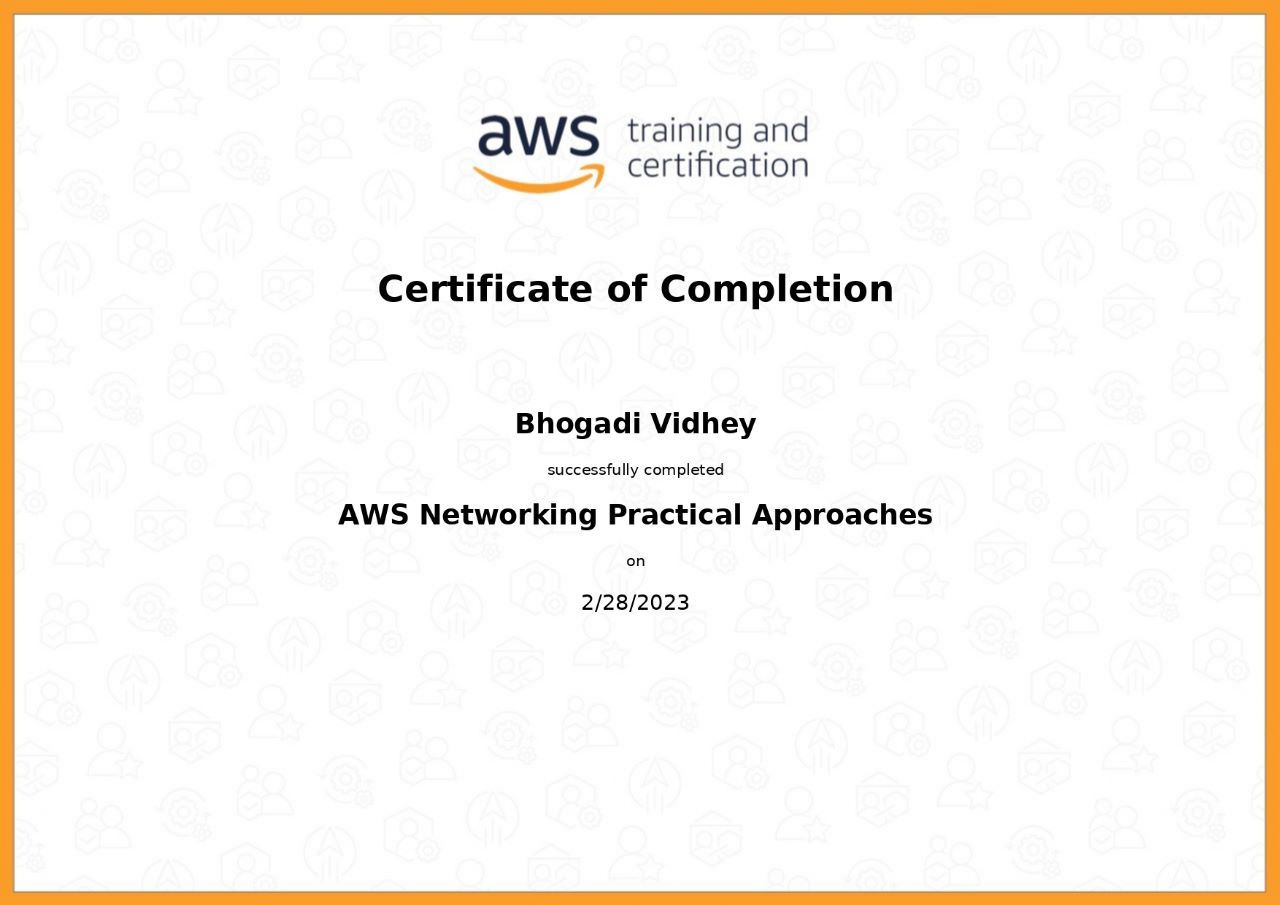 aws training and
certification
Certificate of Completion
Bhogadi Vidhey
successfully completed
AWS Networking Practical Approaches
on
2/28/2023